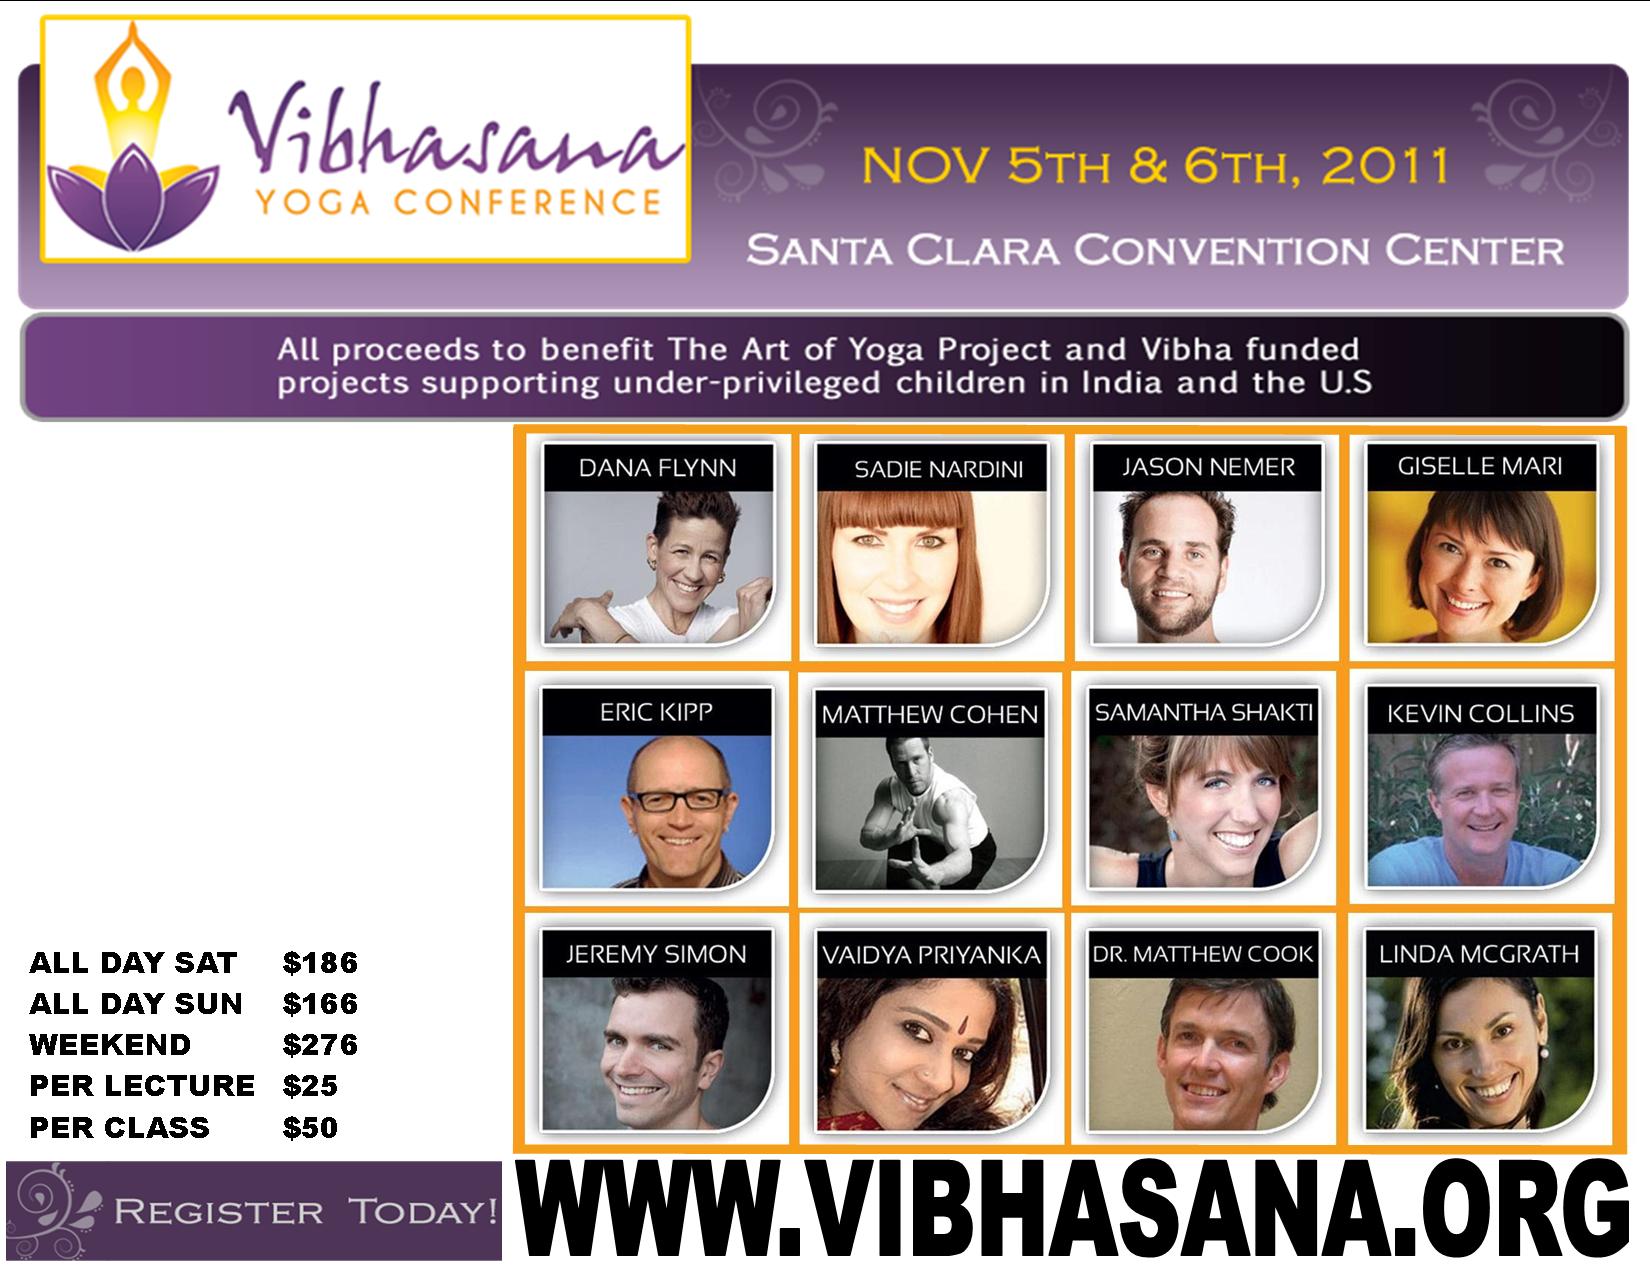 Vibhasana
YOGA CONFERENCE
NOV 5TH & 6TH, 2011
SANTA CLARA CONVENTION CENTER
All proceeds to benefit The Art of Yoga Project and Vibha funded
projects supporting under-privileged children in India and the U.S
DANA FLYNN
SADIE NARDINI
JASON NEMER
GISELLE MARI
ERIC KIPP
MATTHEW COHEN
SAMANTHA SHAKTI
KEVIN COLLINS
JEREMY SIMON
VAIDYA PRIYANKA
DR. MATTHEW COOK
LINDA MCGRATH
ALL DAY SAT $186
ALL DAY SUN $166
WEEKEND $276
PER LECTURE $25
PER CLASS $50
REGISTER TODAY!
WWW.VIBHASANA.ORG